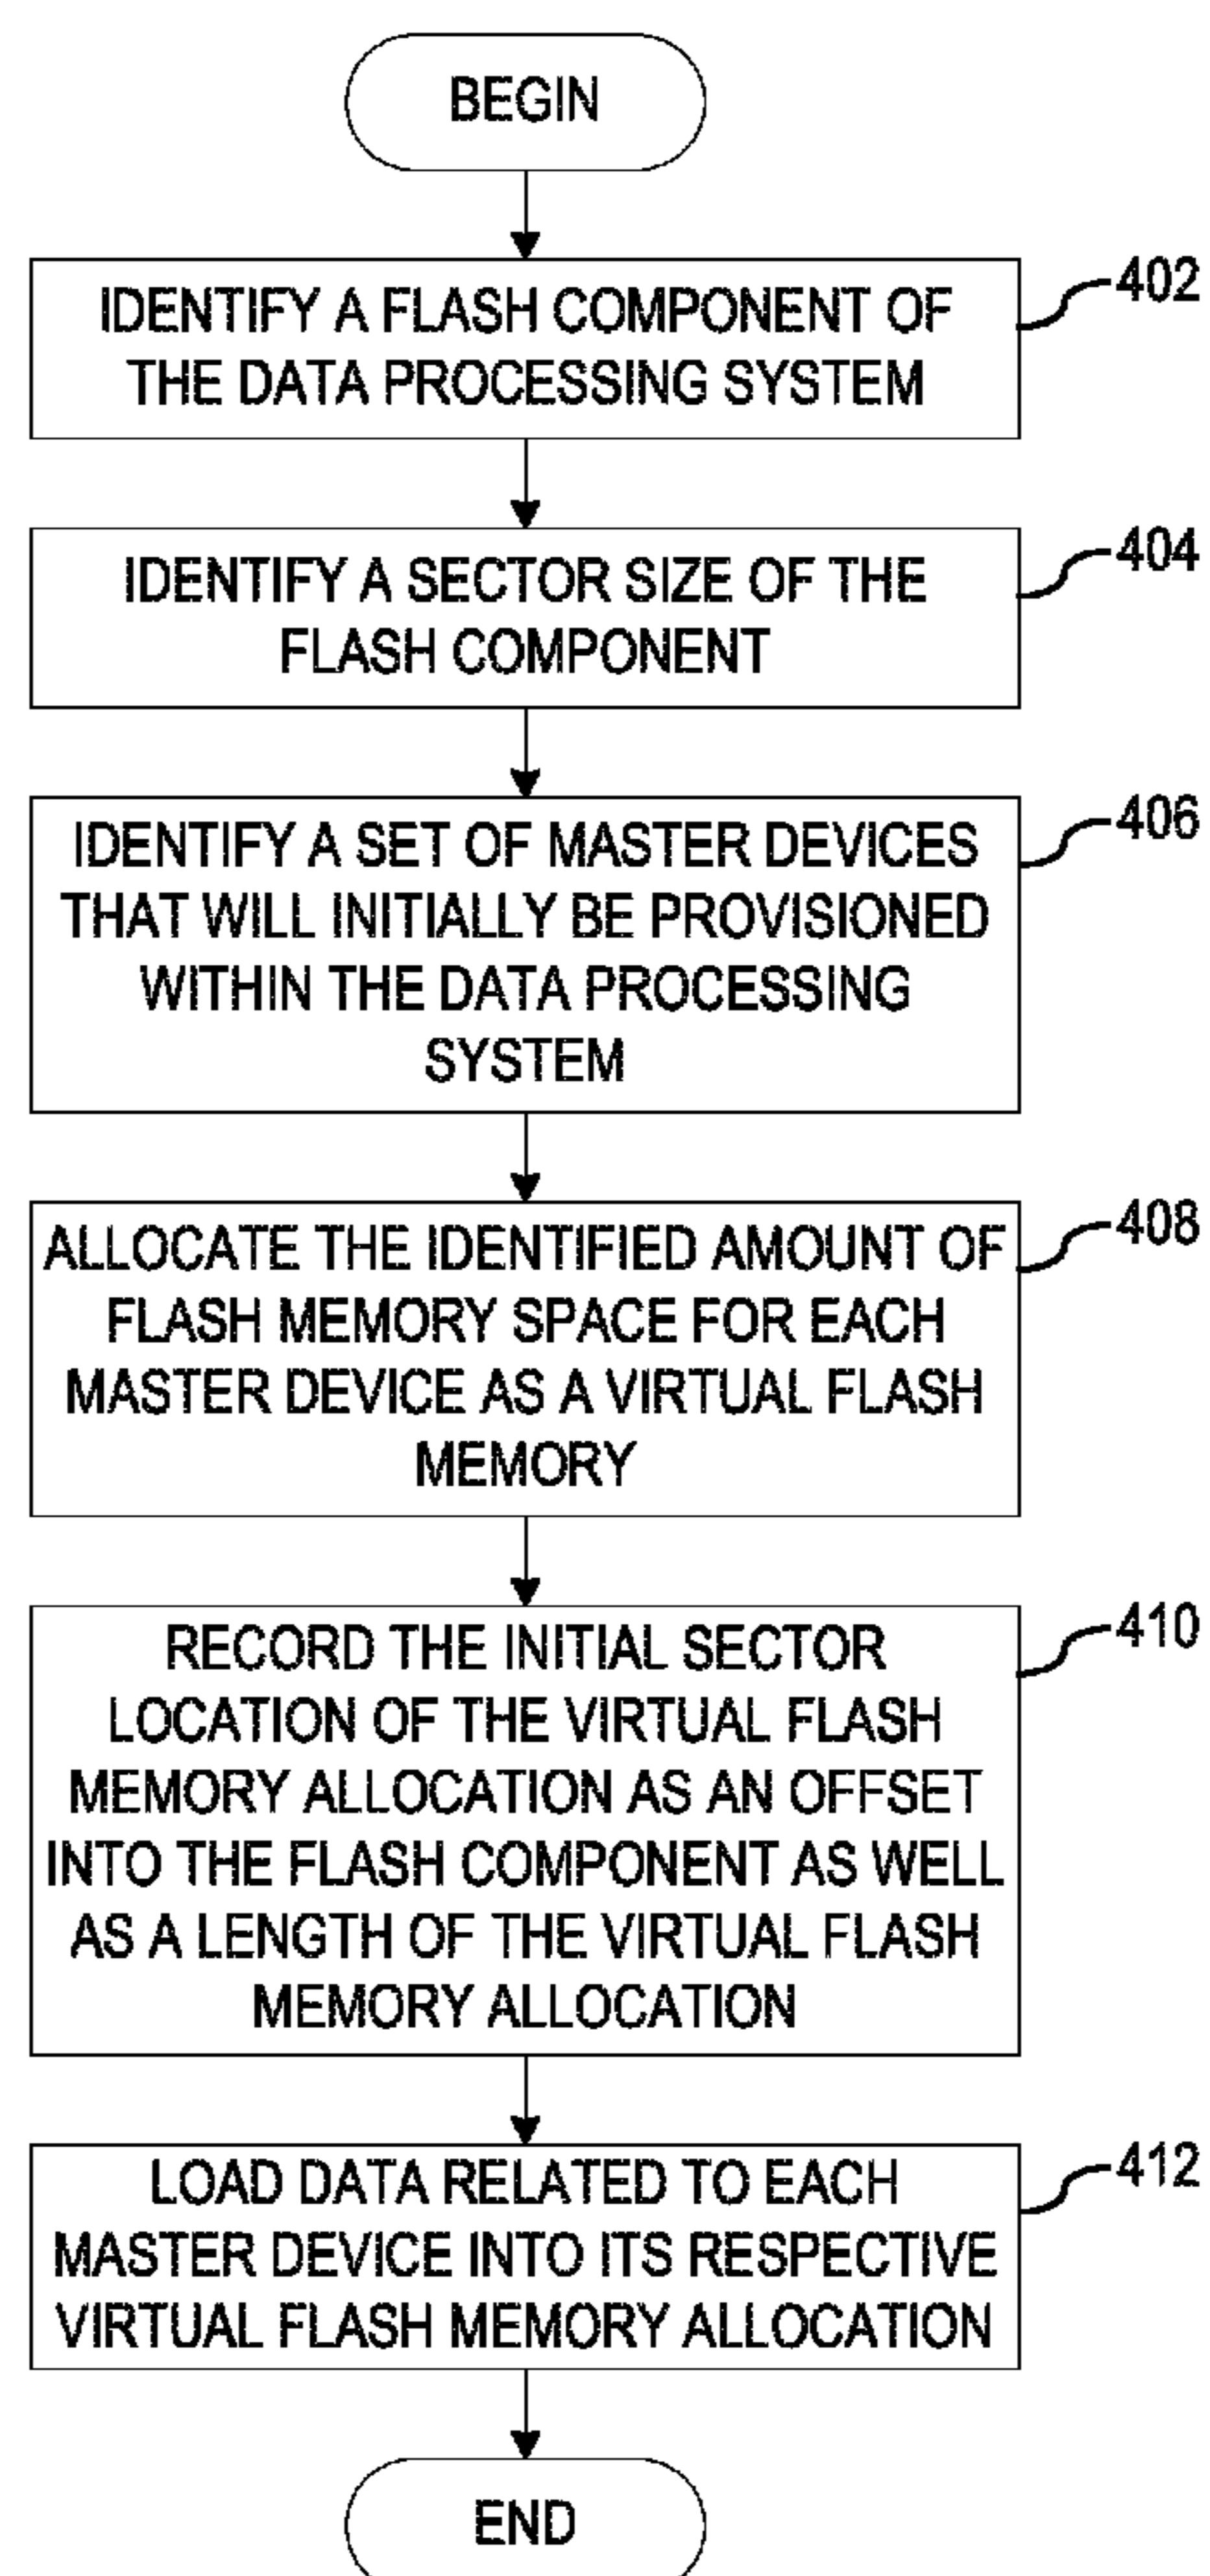 BEGIN
IDENTIFY A FLASH COMPONENT OF
THE DATA PROCESSING SYSTEM
402
IDENTIFY A SECTOR SIZE OF THE
FLASH COMPONENT
404
IDENTIFY A SET OF MASTER DEVICES
THAT WILL INITIALLY BE PROVISIONED
WITHIN THE DATA PROCESSING
SYSTEM
406
ALLOCATE THE IDENTIFIED AMOUNT OF
FLASH MEMORY SPACE FOR EACH
MASTER DEVICE AS A VIRTUAL FLASH
MEMORY
408
RECORD THE INITIAL SECTOR
LOCATION OF THE VIRTUAL FLASH
MEMORY ALLOCATION AS AN OFFSET
INTO THE FLASH COMPONENT AS WELL
AS A LENGTH OF THE VIRTUAL FLASH
MEMORY ALLOCATION
410
LOAD DATA RELATED TO EACH
MASTER DEVICE INTO ITS RESPECTIVE
VIRTUAL FLASH MEMORY ALLOCATION
412
END